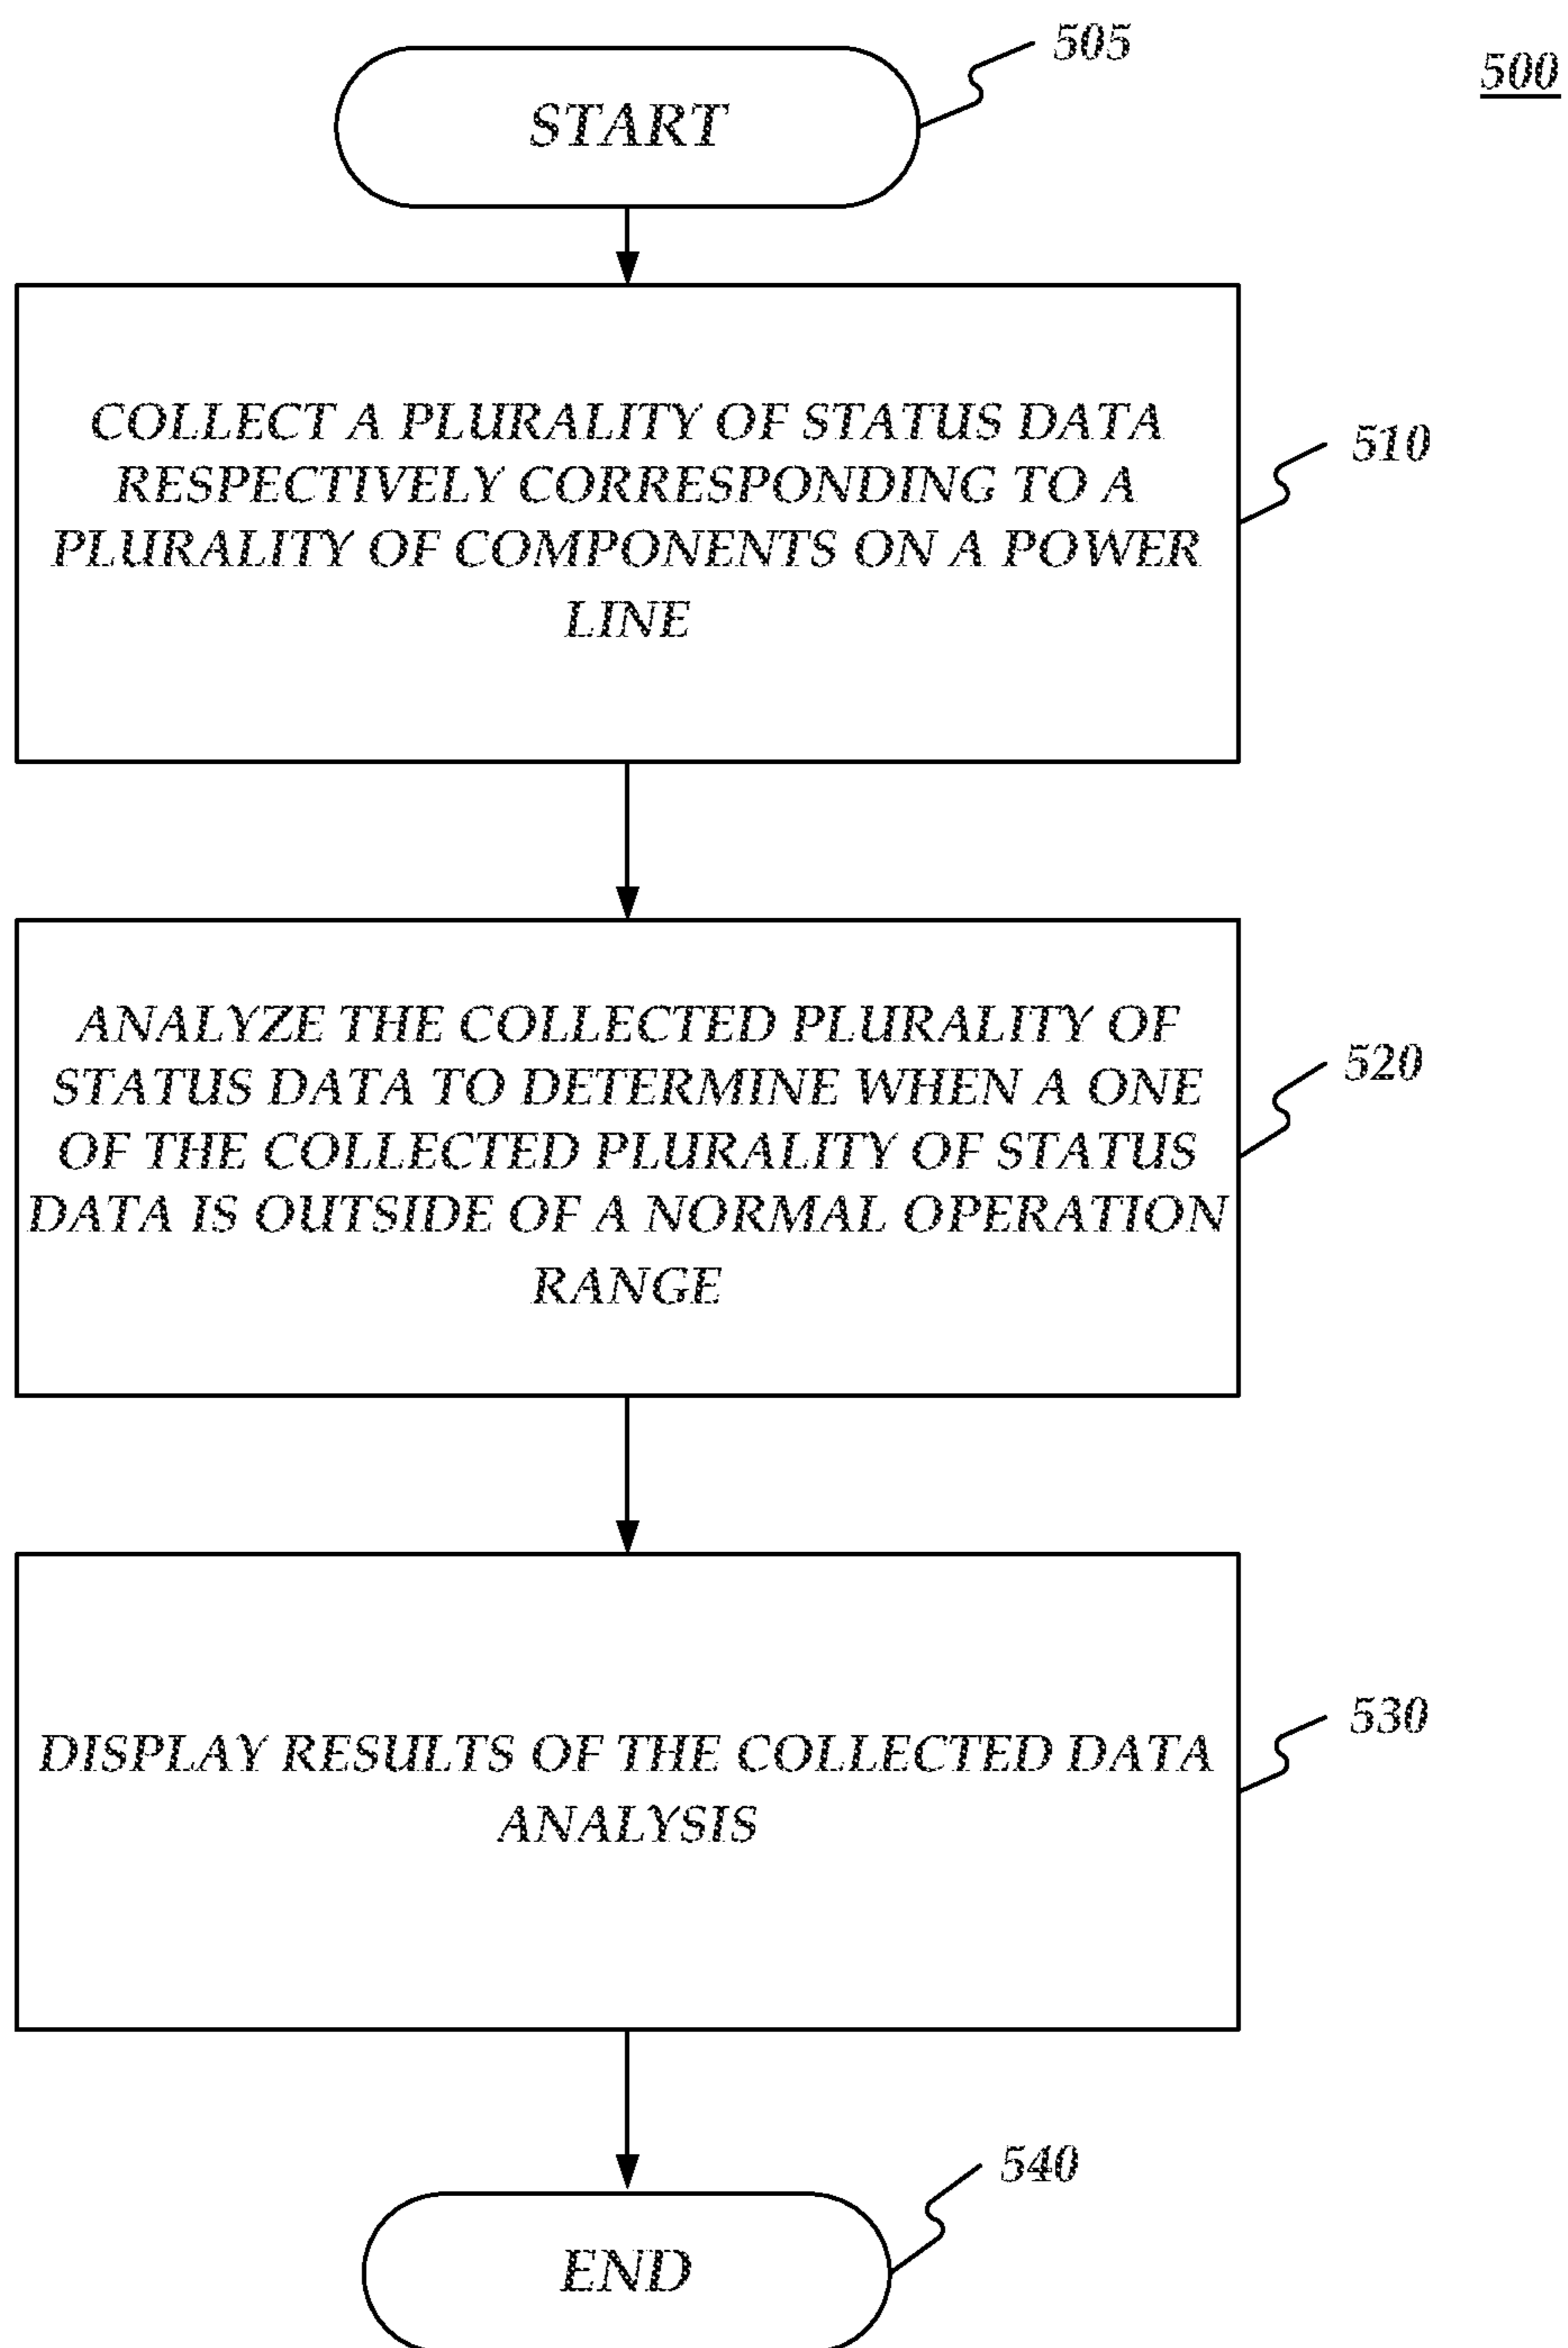 505
500
START
COLLECT A PLURALITY OF STATUS DATA
RESPECTIVELY CORRESPONDING TO A
PLURALITY OF COMPONENTS ON A POWER
LINE
510
ANALYZE THE COLLECTED PLURALITY OF
STATUS DATA TO DETERMINE WHEN A ONE
OF THE COLLECTED PLURALITY OF STATUS
DATA IS OUTSIDE OF A NORMAL OPERATION
RANGE
520
DISPLAY RESULTS OF THE COLLECTED DATA
ANALYSIS
530
540
END